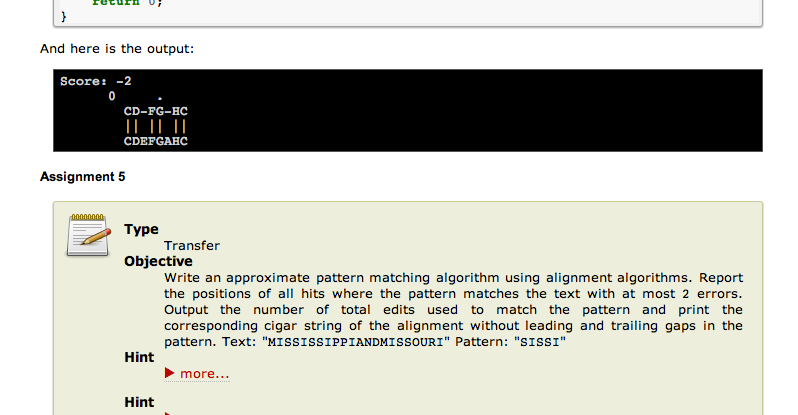 return 0;
}
And here is the output:
Score: -2
0 .
CD-FG-HC
|| || ||
CDEFGAHC
Assignment 5
Type
Transfer
Objective
Write an approximate pattern matching algorithm using alignment algorithms. Report
the positions of all hits where the pattern matches the text with at most 2 errors.
Output the number of total edits used to match the pattern and print the
corresponding cigar string of the alignment without leading and trailing gaps in the
pattern. Text: "MISSISSIPPIANDMISSOURI" Pattern: "SISSI"
Hint
more...
Hint